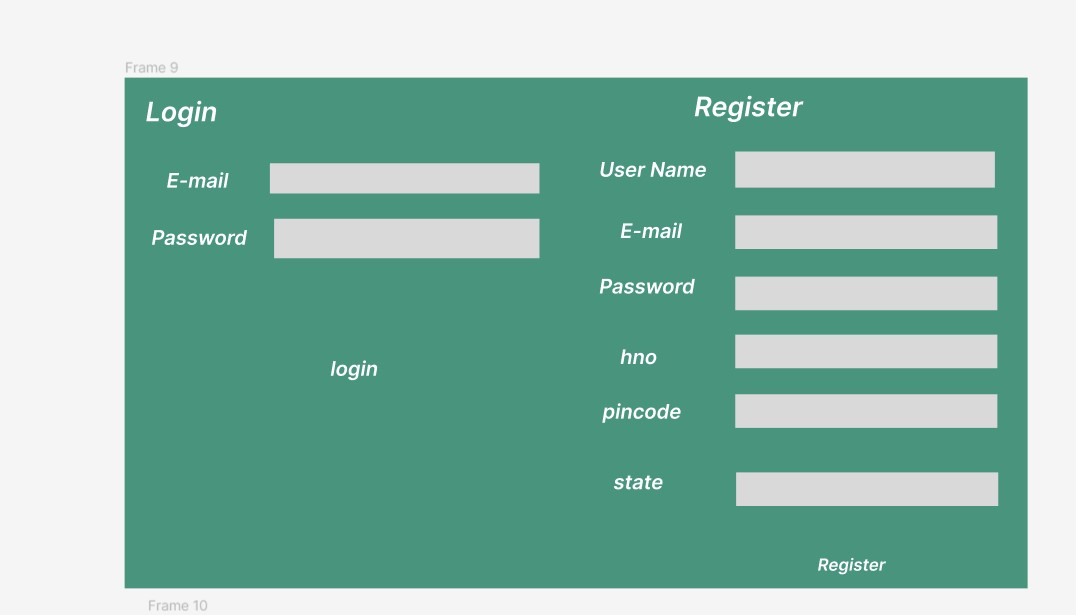 Frame 9
Login
E-mail
Password
login
Register
User Name
E-mail
Password
hno
pincode
state
Register
Frame 10